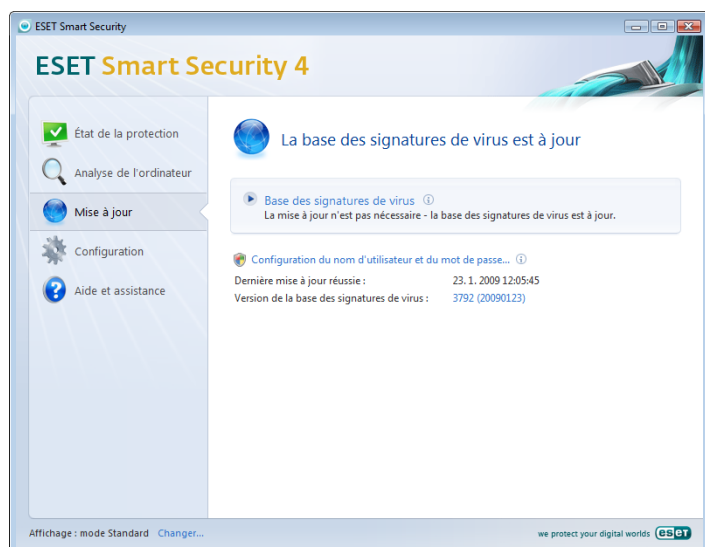 ESET Smart Security
ESET Smart Security 4
État de la protection
Analyse de l'ordinateur
Mise à jour
Configuration
Aide et assistance
La base des signatures de virus est à jour
Base des signatures de virus
La mise à jour n'est pas nécessaire - la base des signatures de virus est à jour.
Configuration du nom d'utilisateur et du mot de passe...
Dernière mise à jour réussie : 23. 1. 2009 12:05:45
Version de la base des signatures de virus : 3792 (20090123)
Affichage : mode Standard Changer...
we protect your digital worlds eset